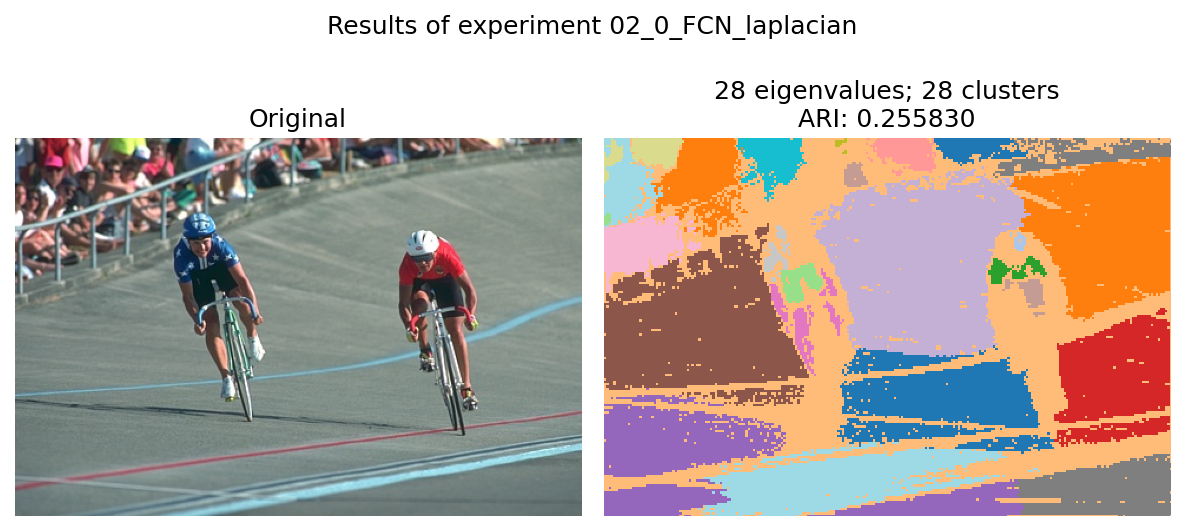 Results of experiment 02_0_FCN_laplacian
Original
28 eigenvalues; 28 clusters
ARI: 0.255830